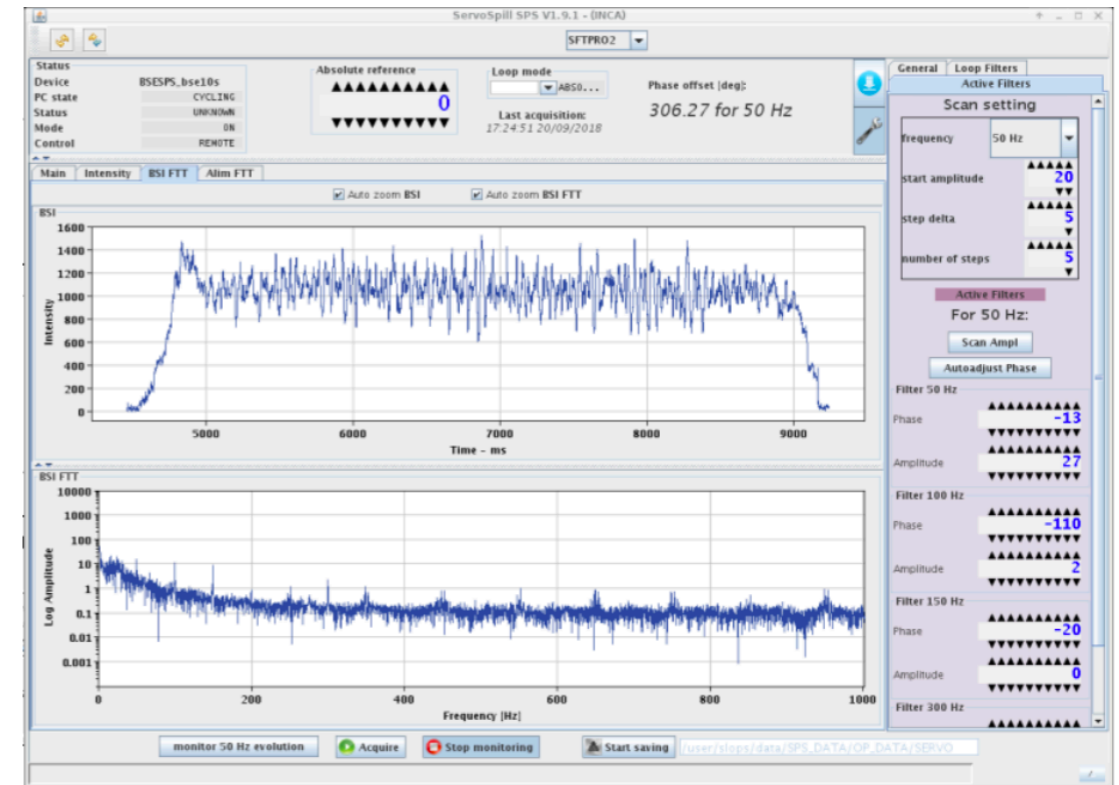 ServoSpill SPS V1.9.1 - (INCA)
SFTPRO2
Status
Device BSESPS_bse10s
PC state CYCLING
Status UNKNOWN
Mode ON
Control REMOTE
Absolute reference
0
Loop mode
ABSO...
Last acquisition:
17:24:51 20/09/2018
Phase offset [deg]:
306.27 for 50 Hz
Main Intensity BSI FTT Alim FTT
Auto zoom BSI Auto zoom BSI FTT
BSI
1600
1400
1200
1000
800
600
400
200
0
Intensity
5000 6000 7000 8000 9000
Time - ms
BSI FTT
10000
1000
100
10
1
0.1
0.01
0.001
Log Amplitude
0 200 400 600 800 1000
Frequency [Hz]
General Loop Filters
Active Filters
Scan setting
frequency 50 Hz
start amplitude 20
step delta 5
number of steps 5
Active Filters
For 50 Hz:
Scan Ampl
Autoadjust Phase
Filter 50 Hz
Phase -13
Amplitude 27
Filter 100 Hz
Phase -110
Amplitude 2
Filter 150 Hz
Phase -20
Amplitude 0
Filter 300 Hz
monitor 50 Hz evolution Acquire Stop monitoring Start saving /user/slops/data/SPS_DATA/OP_DATA/SERVO